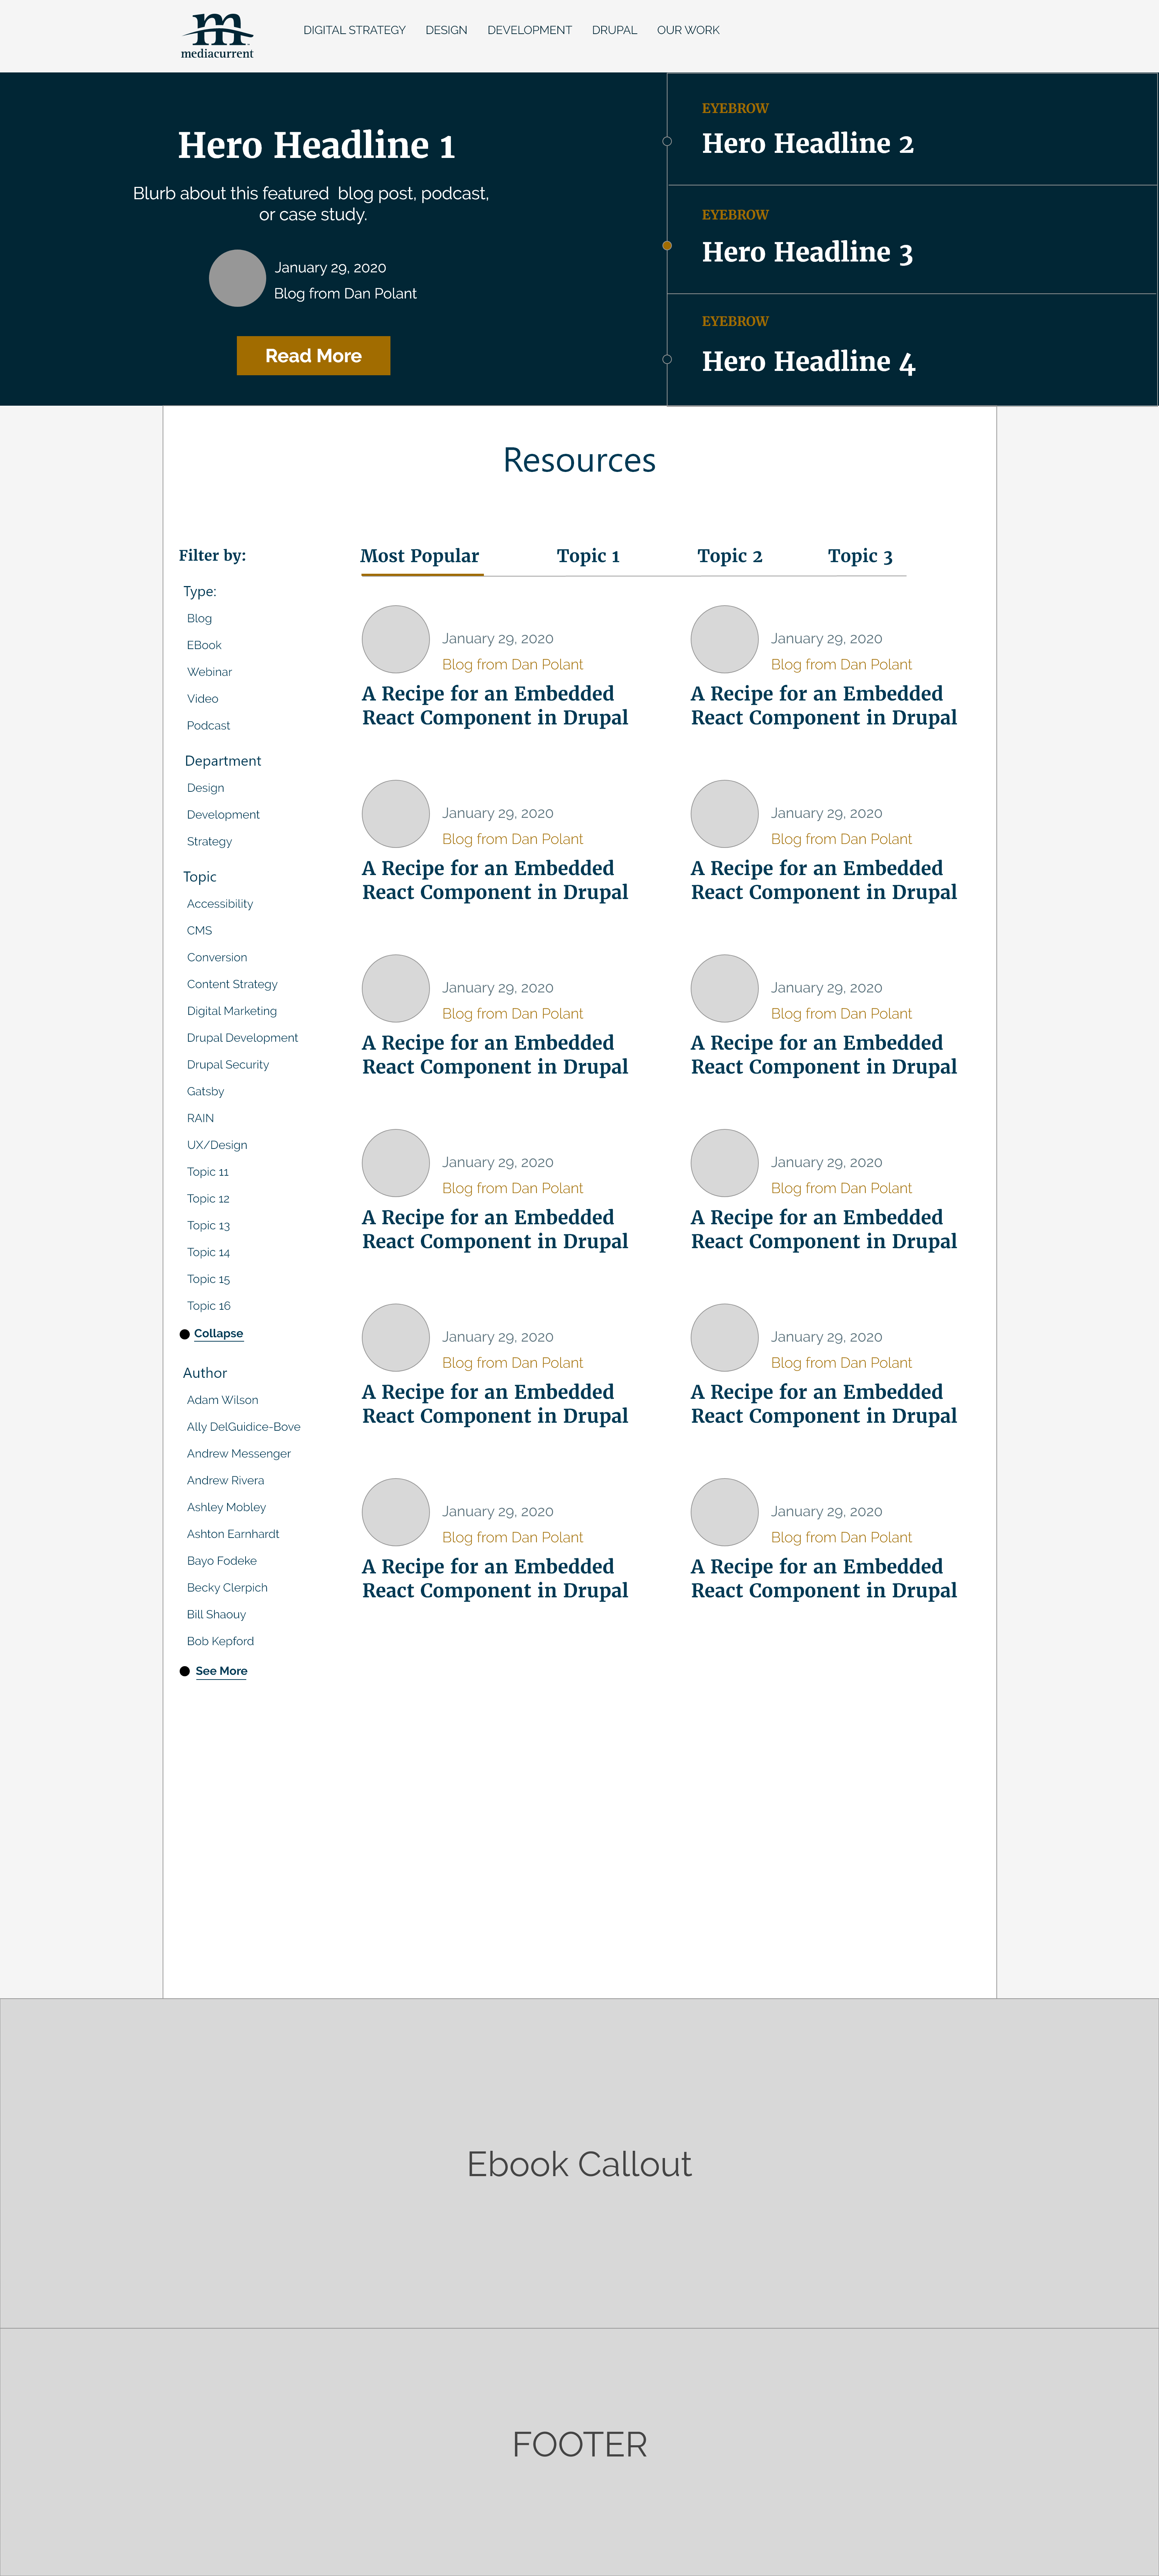 mediacurrent
DIGITAL STRATEGY DESIGN DEVELOPMENT DRUPAL OUR WORK
Hero Headline 1
Blurb about this featured blog post, podcast,
or case study.
January 29, 2020
Blog from Dan Polant
Read More
EYEBROW
Hero Headline 2
EYEBROW
Hero Headline 3
EYEBROW
Hero Headline 4
Resources
Filter by:
Type:
Blog
EBook
Webinar
Video
Podcast
Department
Design
Development
Strategy
Topic
Accessibility
CMS
Conversion
Content Strategy
Digital Marketing
Drupal Development
Drupal Security
Gatsby
RAIN
UX/Design
Topic 11
Topic 12
Topic 13
Topic 14
Topic 15
Topic 16
Collapse
Author
Adam Wilson
Ally DelGuidice-Bove
Andrew Messenger
Andrew Rivera
Ashley Mobley
Ashton Earnhardt
Bayo Fodeke
Becky Clerpich
Bill Shaouy
Bob Kepford
See More
Most Popular Topic 1 Topic 2 Topic 3
January 29, 2020
Blog from Dan Polant
A Recipe for an Embedded
React Component in Drupal
January 29, 2020
Blog from Dan Polant
A Recipe for an Embedded
React Component in Drupal
January 29, 2020
Blog from Dan Polant
A Recipe for an Embedded
React Component in Drupal
January 29, 2020
Blog from Dan Polant
A Recipe for an Embedded
React Component in Drupal
January 29, 2020
Blog from Dan Polant
A Recipe for an Embedded
React Component in Drupal
January 29, 2020
Blog from Dan Polant
A Recipe for an Embedded
React Component in Drupal
January 29, 2020
Blog from Dan Polant
A Recipe for an Embedded
React Component in Drupal
January 29, 2020
Blog from Dan Polant
A Recipe for an Embedded
React Component in Drupal
January 29, 2020
Blog from Dan Polant
A Recipe for an Embedded
React Component in Drupal
January 29, 2020
Blog from Dan Polant
A Recipe for an Embedded
React Component in Drupal
January 29, 2020
Blog from Dan Polant
A Recipe for an Embedded
React Component in Drupal
January 29, 2020
Blog from Dan Polant
A Recipe for an Embedded
React Component in Drupal
Ebook Callout
FOOTER